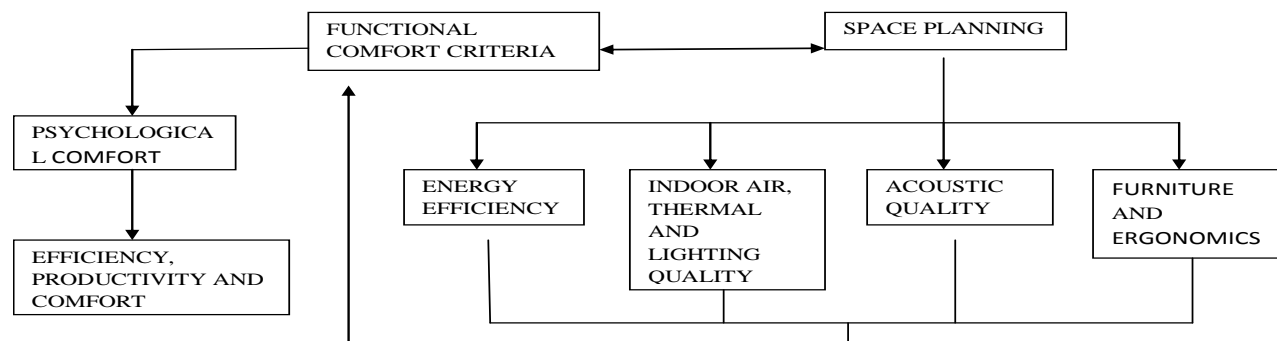 FUNCTIONAL
COMFORT CRITERIA
SPACE PLANNING
PSYCHOLOGICA
L COMFORT
ENERGY
EFFICIENCY
INDOOR AIR,
THERMAL
AND
LIGHTING
QUALITY
ACOUSTIC
QUALITY
FURNITURE
AND
ERGONOMICS
EFFICIENCY,
PRODUCTIVITY AND
COMFORT